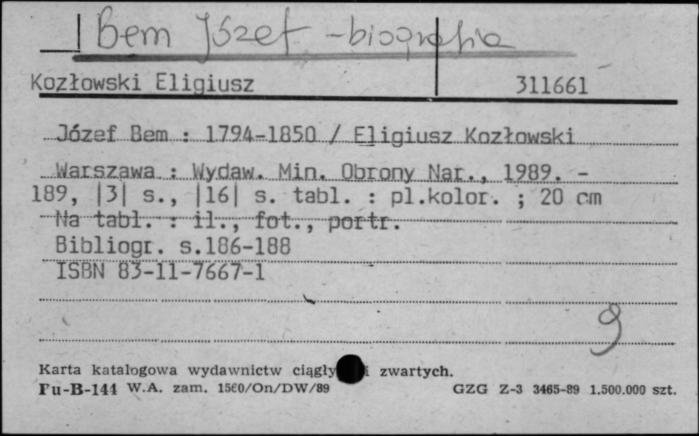 Bem Józef - biografia
Kozłowski Eligiusz 311661
Józef Bem : 1794-1850 / Eligiusz Kozłowski
Warszawa : Wydaw. Min. Obrony Nar., 1989. -
189, |3| s., |16| s. tabl. : pl.kolor. ; 20 cm
Na tabl. : il., fot., portr.
Bibliogr. s.186-188
ISBN 83-11-7667-1
9
Karta katalogowa wydawnictw ciągły i zwartych.
Pu-B-144 W.A. zam. 1560/On/DW/89 GZG Z-3 3465-89 1.500.000 szt.